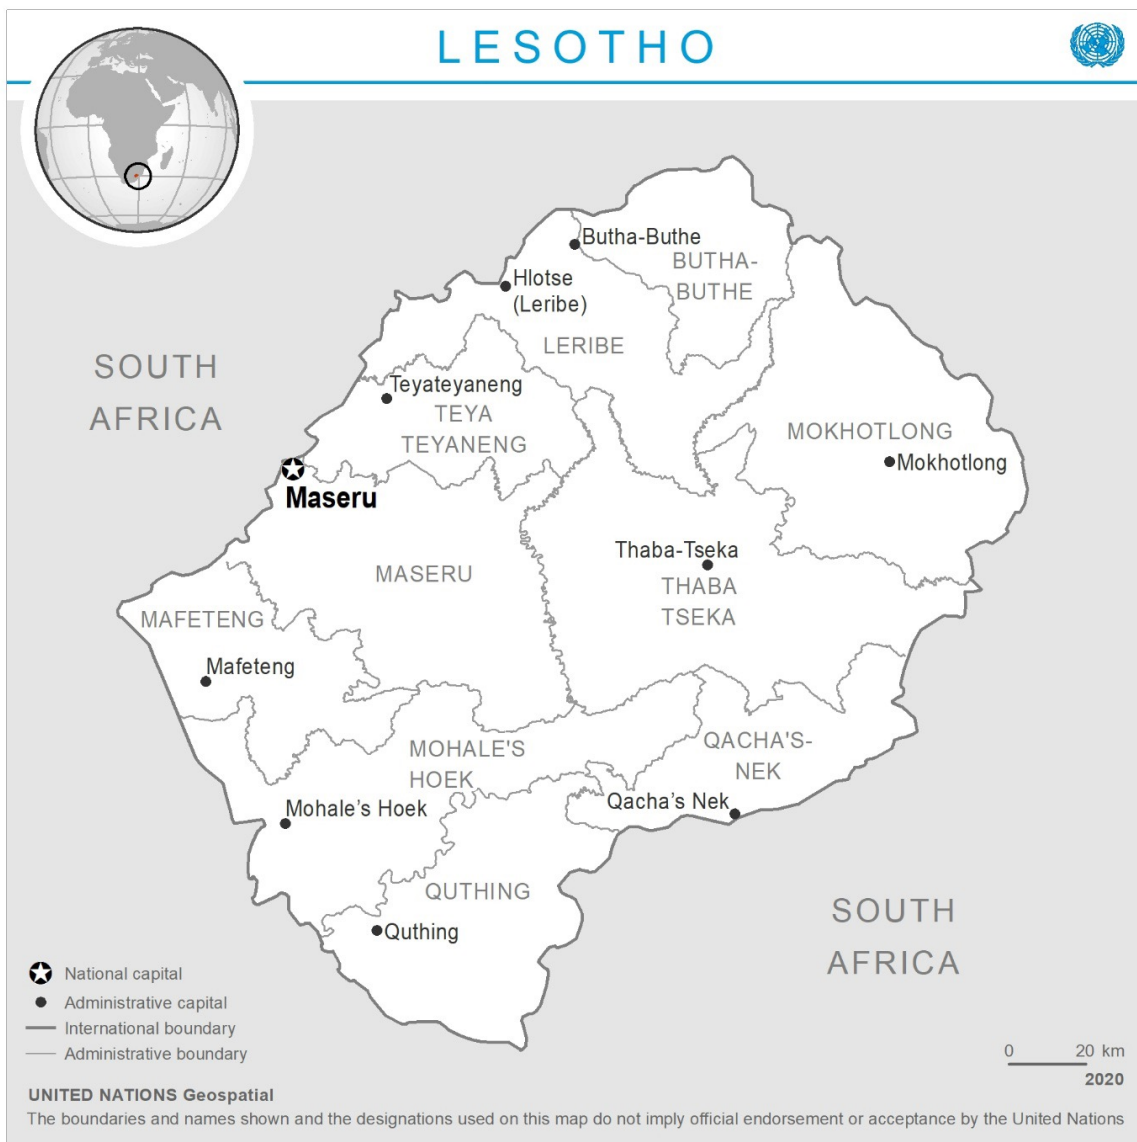 LESOTHO
Butha-Buthe
BUTHA-
BUTHE
Hlotse
(Leribe)
LERIBE
SOUTH
AFRICA
Teyateyaneng
TEYA
TEYANENG
MOKHOTLONG
Mokhotlong
Maseru
Thaba-Tseka
THABA
TSEKA
MASERU
MAFETENG
Mafeteng
MOHALE'S
HOEK
QACHA'S-
NEK
Mohale’s Hoek
Qacha’s Nek
QUTHING
Quthing
SOUTH
AFRICA
National capital
Administrative capital
International boundary
Administrative boundary
0 20 km
2020
UNITED NATIONS Geospatial
The boundaries and names shown and the designations used on this map do not imply official endorsement or acceptance by the United Nations